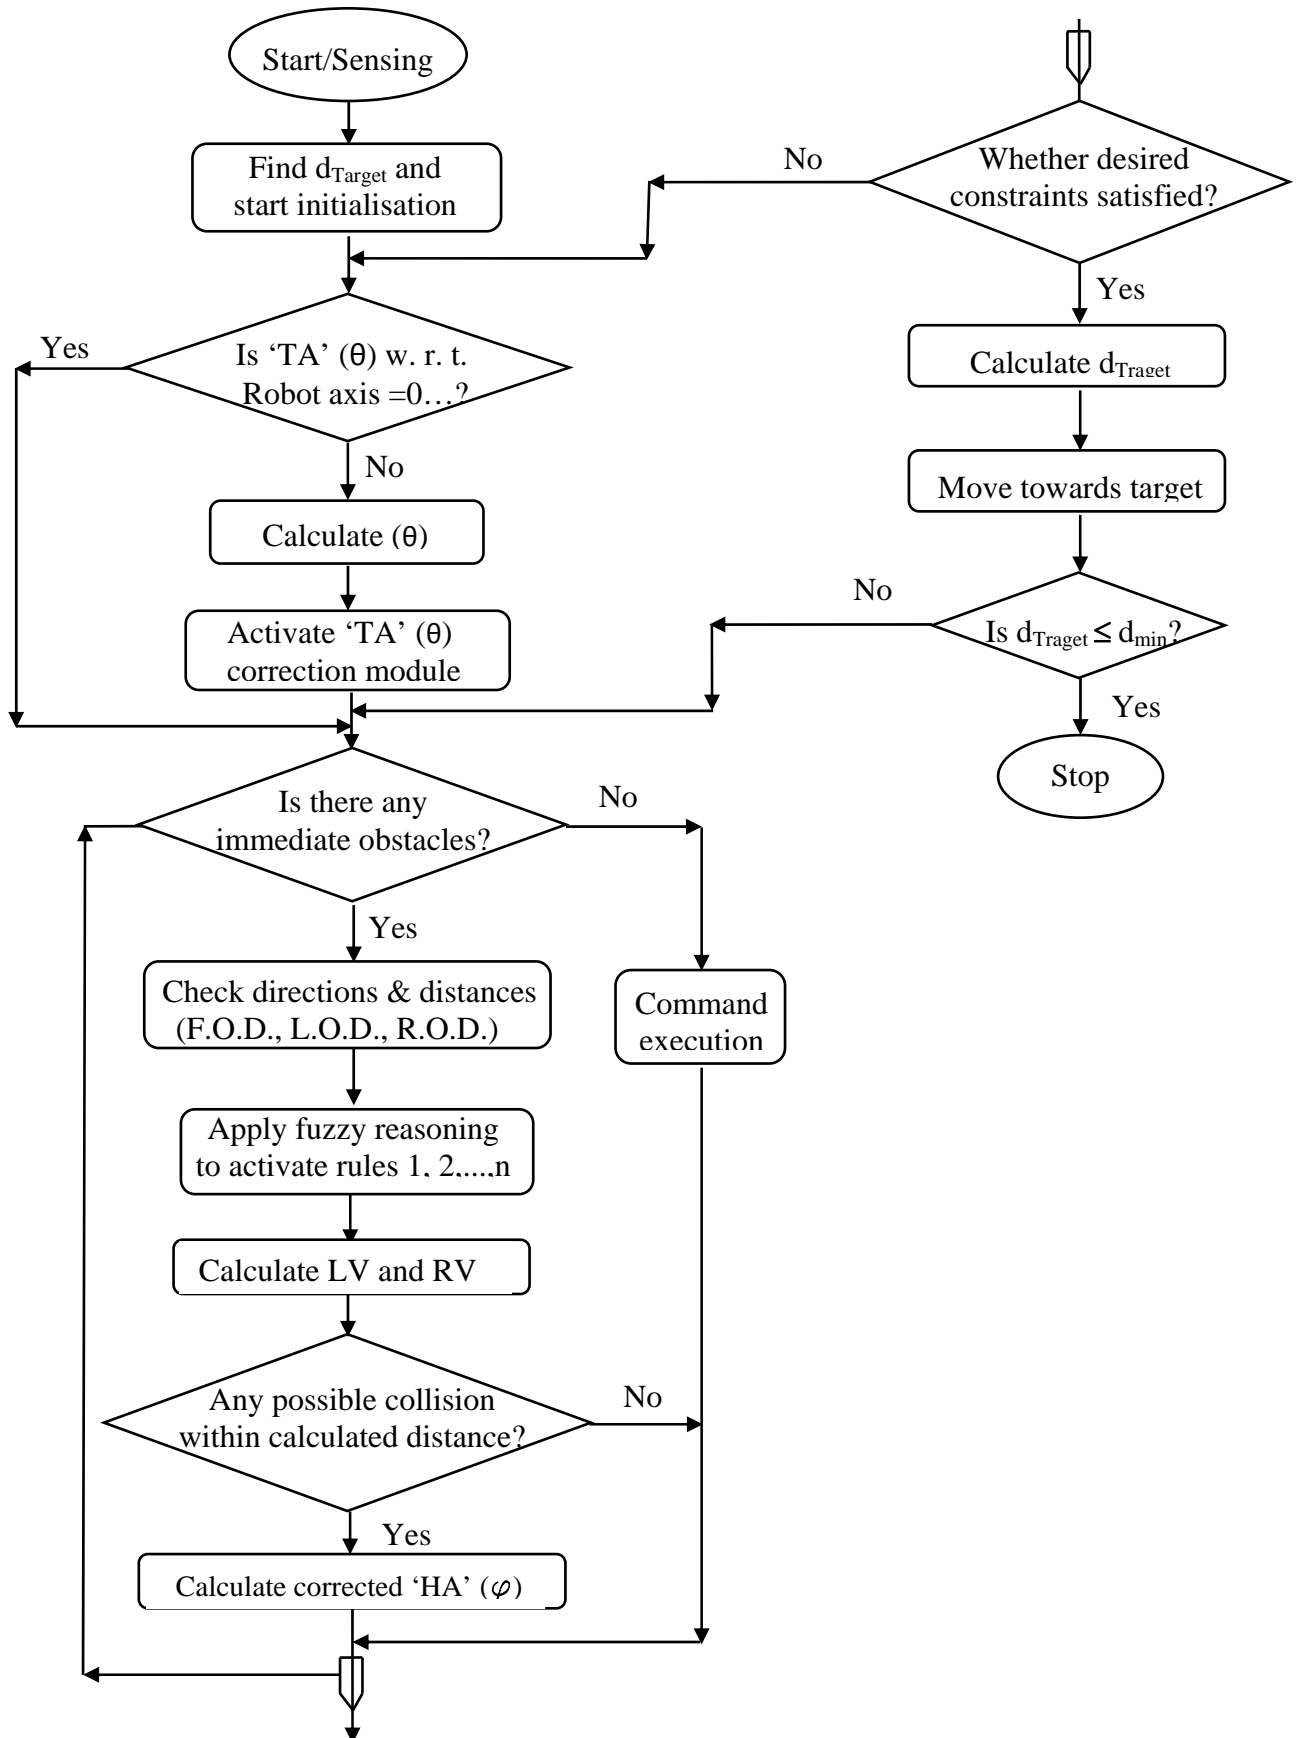 Start/Sensing
Find dTarget and
start initialisation
Yes
Is ‘TA’ (θ) w. r. t.
Robot axis =0…?
No
Calculate (θ)
Activate ‘TA’ (θ)
correction module
Is there any
immediate obstacles?
No
Yes
Check directions & distances
(F.O.D., L.O.D., R.O.D.)
Command
execution
Apply fuzzy reasoning
to activate rules 1, 2,...,n
Calculate LV and RV
Any possible collision
within calculated distance?
No
Yes
Calculate corrected ‘HA’ (φ)
No
Whether desired
constraints satisfied?
Yes
Calculate dTraget
Move towards target
No
Is dTraget ≤ dmin?
Yes
Stop